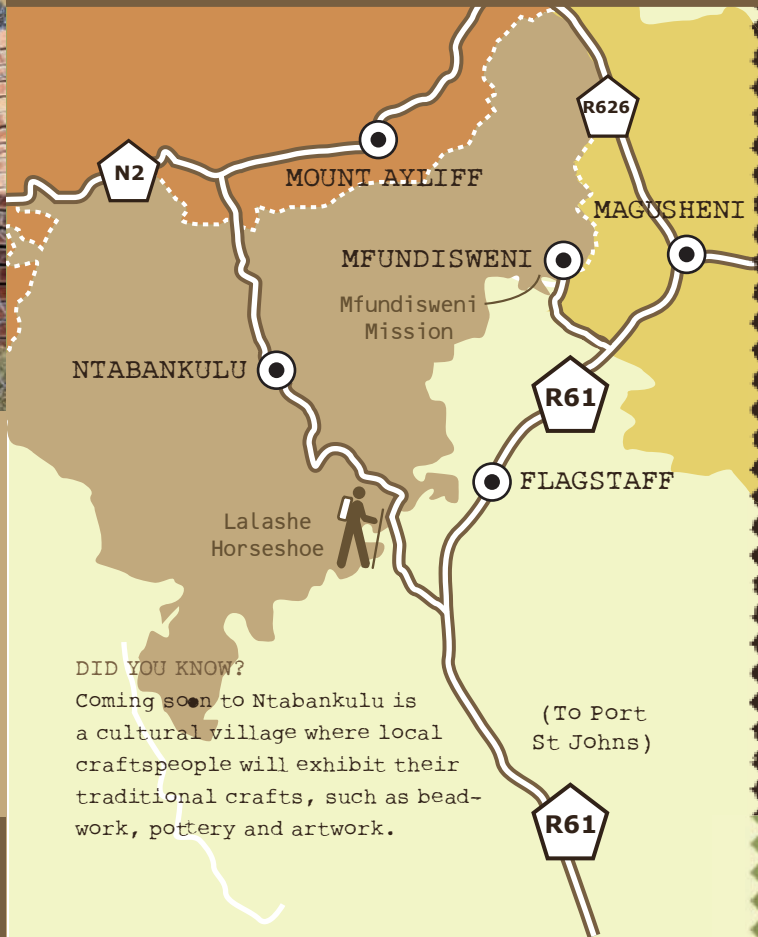 R626
N2
MOUNT AYLIFF
MAGUSHENI
MFUNDISWENI
Mfundisweni
Mission
NTABANKULU
R61
FLAGSTAFF
Lalashe
Horseshoe
DID YOU KNOW?
Coming soon to Ntabankulu is
a cultural village where local
craftspeople will exhibit their
traditional crafts, such as bead-
work, pottery and artwork.
(To Port
St Johns)
R61